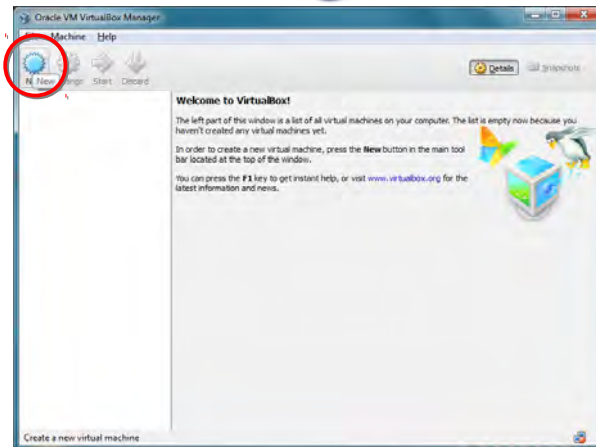 Oracle VM VirtualBox Manager
Machine Help
New Start Discard
Details Snapshots
Welcome to VirtualBox!
The left part of this window is a list of all virtual machines on your computer. The list is empty now because you
haven't created any virtual machines yet.
In order to create a new virtual machine, press the New button in the main tool
bar located at the top of the window.
You can press the F1 key to get instant help, or visit www.virtualbox.org for the
latest information and news.
Create a new virtual machine